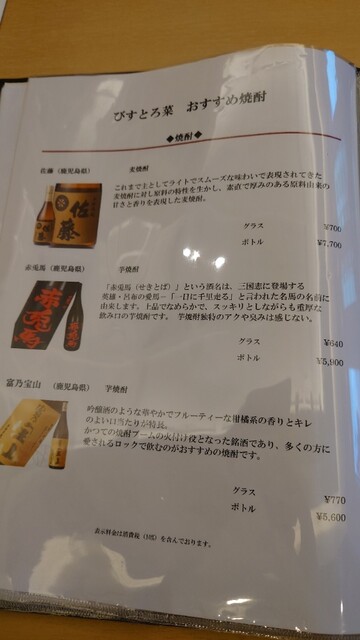 びすとろ菜 おすすめ焼酎
◆焼酎◆
佐藤（鹿児島県） 麦焼酎
これまで主としてライトでスムーズな味わいで表現されてきた
麦焼酎に対し原料の特性を生かし、素直で厚みのある原料由来の
甘さと香りを表現した麦焼酎。
佐藤
グラス ¥700
ボトル ¥7,700
赤兎馬（鹿児島県） 芋焼酎
「赤兎馬（せきとば）」という酒名は、三国志に登場する
英雄・呂布の愛馬－「一日に千里走る」と言われた名馬の名前に
由来します。上品でなめらかで、スッキリとしながらも重厚な
飲み口の芋焼酎です。 芋焼酎独特のアクや臭みは感じない。
赤兎馬
グラス ¥640
ボトル ¥5,900
富乃宝山 （鹿児島県） 芋焼酎
吟醸酒のような華やかでフルーティーな柑橘系の香りとキレ
のよい口当たりが特長。
かつての焼酎ブームの火付け役となった銘酒であり、多くの方に
愛されるロックで飲むのがおすすめの焼酎です。
グラス ¥770
ボトル ¥5,600
表示料金は消費税（10%）を含んでおります。